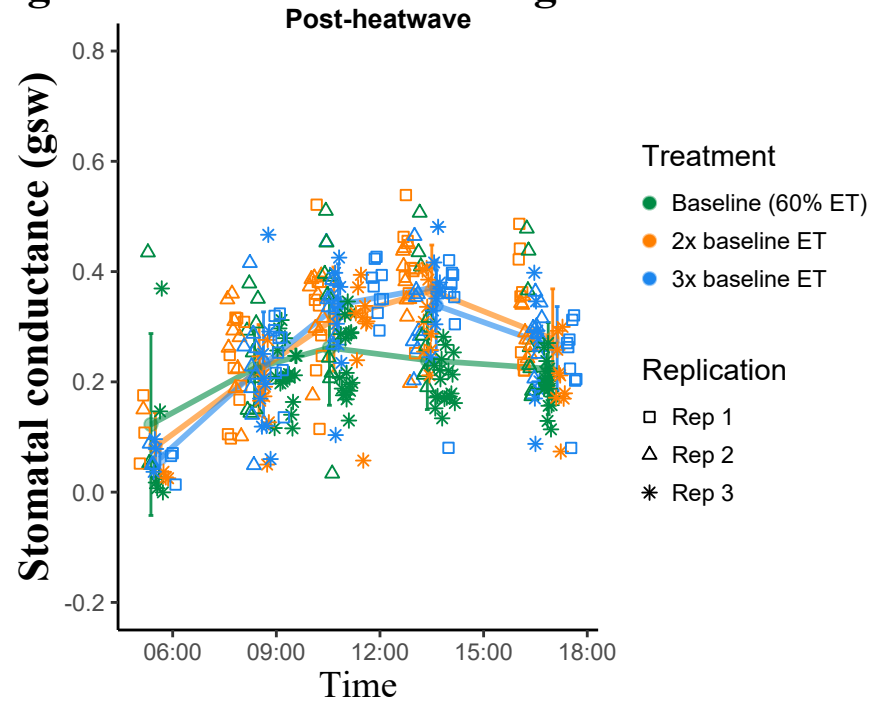 Post-heatwave
Stomatal conductance (gsw)
0.8
0.6
0.4
0.2
0.0
-0.2
06:00 09:00 12:00 15:00 18:00
Time
Treatment
Baseline (60% ET)
2x baseline ET
3x baseline ET
Replication
Rep 1
Rep 2
Rep 3